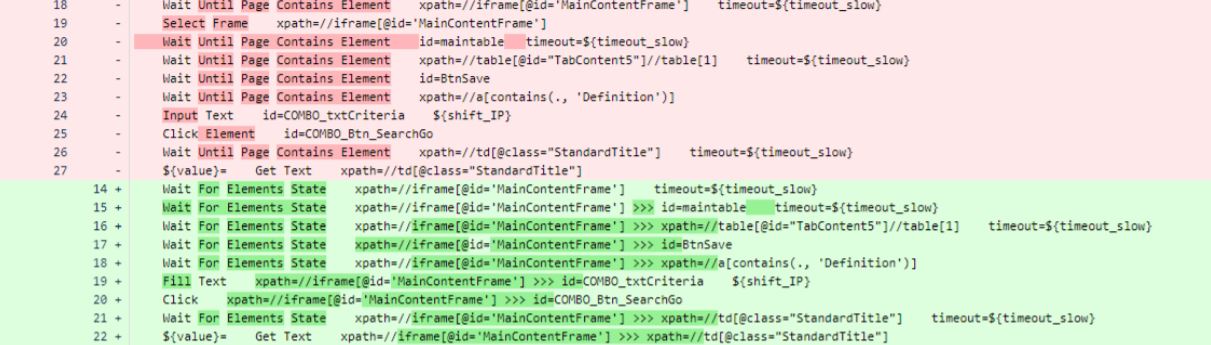 18 - Wait Until Page Contains Element xpath=//iframe[@id='MainContentFrame'] timeout=${timeout_slow}
19 - Select Frame xpath=//iframe[@id='MainContentFrame']
20 - Wait Until Page Contains Element id=maintable timeout=${timeout_slow}
21 - Wait Until Page Contains Element xpath=//table[@id="TabContent5"]//table[1] timeout=${timeout_slow}
22 - Wait Until Page Contains Element id=BtnSave
23 - Wait Until Page Contains Element xpath=//a[contains(., 'Definition')]
24 - Input Text id=COMBO_txtCriteria ${shift_IP}
25 - Click Element id=COMBO_Btn_SearchGo
26 - Wait Until Page Contains Element xpath=//td[@class="StandardTitle"] timeout=${timeout_slow}
27 - ${value}= Get Text xpath=//td[@class="StandardTitle"]
14 + Wait For Elements State xpath=//iframe[@id='MainContentFrame'] timeout=${timeout_slow}
15 + Wait For Elements State xpath=//iframe[@id='MainContentFrame'] >>> id=maintable timeout=${timeout_slow}
16 + Wait For Elements State xpath=//iframe[@id='MainContentFrame'] >>> xpath=//table[@id="TabContent5"]//table[1] timeout=${timeout_slow}
17 + Wait For Elements State xpath=//iframe[@id='MainContentFrame'] >>> id=BtnSave
18 + Wait For Elements State xpath=//iframe[@id='MainContentFrame'] >>> xpath=//a[contains(., 'Definition')]
19 + Fill Text xpath=//iframe[@id='MainContentFrame'] >>> id=COMBO_txtCriteria ${shift_IP}
20 + Click xpath=//iframe[@id='MainContentFrame'] >>> id=COMBO_Btn_SearchGo
21 + Wait For Elements State xpath=//iframe[@id='MainContentFrame'] >>> xpath=//td[@class="StandardTitle"] timeout=${timeout_slow}
22 + ${value}= Get Text xpath=//iframe[@id='MainContentFrame'] >>> xpath=//td[@class="StandardTitle"]